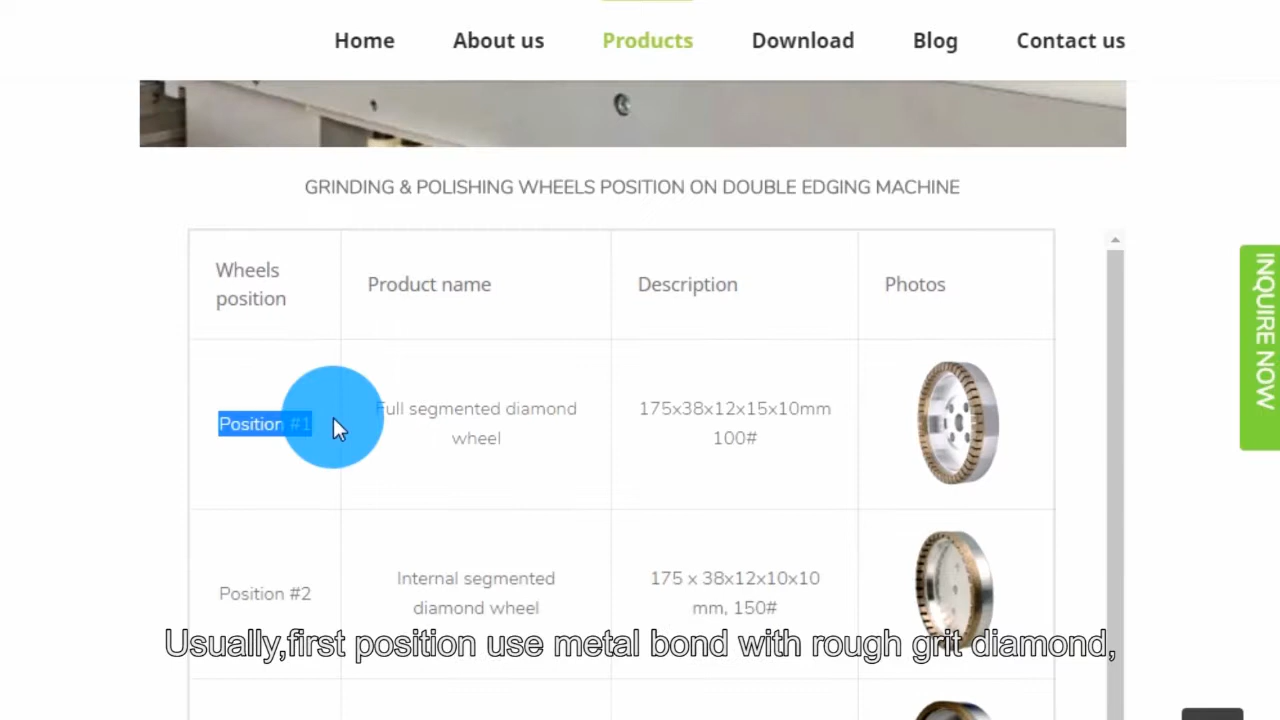 Home About us Products Download Blog Contact us
GRINDING & POLISHING WHEELS POSITION ON DOUBLE EDGING MACHINE
Wheels
position
Product name
Description
Photos
Position #1
Full segmented diamond
wheel
175x38x12x15x10mm
100#
Position #2
Internal segmented
diamond wheel
175 x 38x12x10x10
mm, 150#
INQUIRE NOW
Usually,first position use metal bond with rough grit diamond,